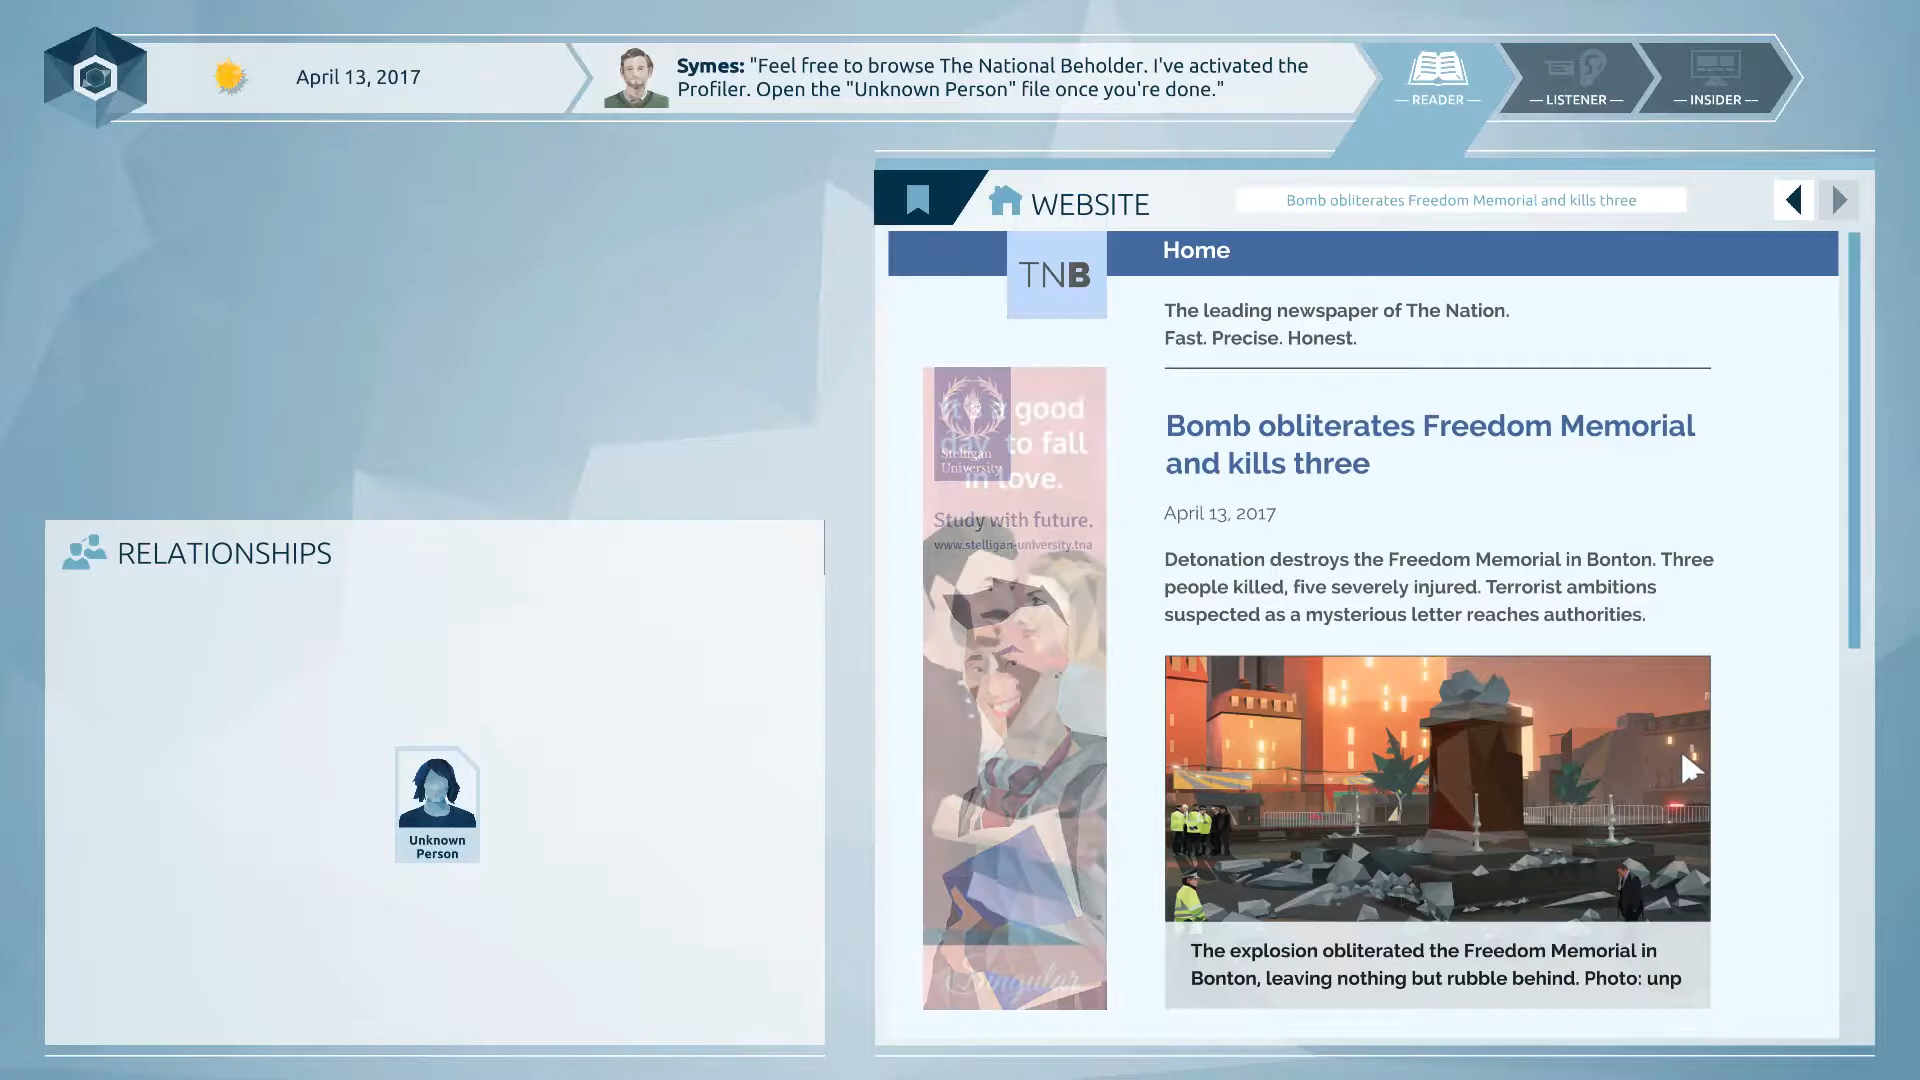 April 13, 2017
Symes: "Feel free to browse The National Beholder. I've activated the
Profiler. Open the "Unknown Person" file once you're done."
— READER —
— LISTENER —
— INSIDER —
WEBSITE
Bomb obliterates Freedom Memorial and kills three
TNB
Home
The leading newspaper of The Nation.
Fast. Precise. Honest.
It's a good
day to fall
in love.
Stelligan
University
Study with future.
www.stelligan-university.tna
Singular
Bomb obliterates Freedom Memorial
and kills three
April 13, 2017
Detonation destroys the Freedom Memorial in Bonton. Three
people killed, five severely injured. Terrorist ambitions
suspected as a mysterious letter reaches authorities.
The explosion obliterated the Freedom Memorial in
Bonton, leaving nothing but rubble behind. Photo: unp
RELATIONSHIPS
Unknown
Person